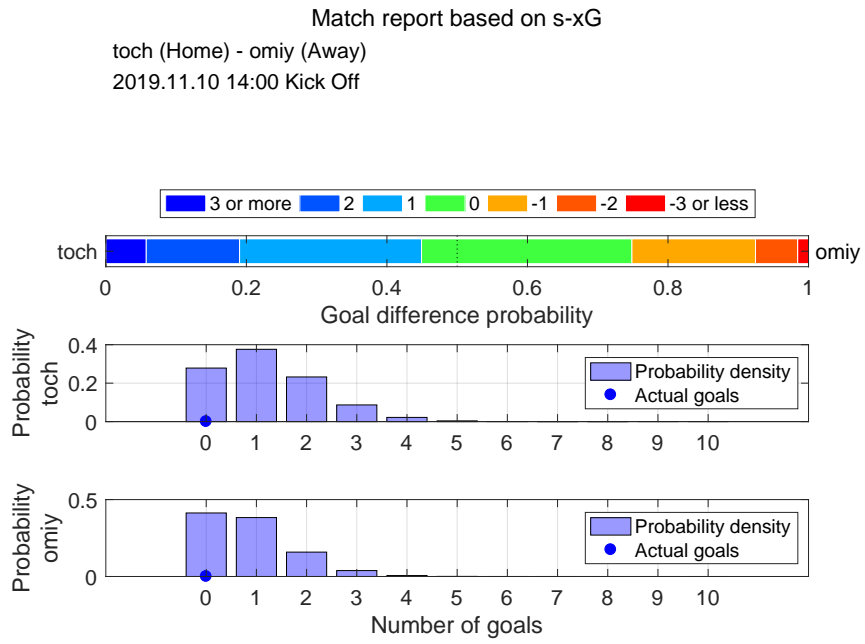 Match report based on s-xG
toch (Home) - omiy (Away)
2019.11.10 14:00 Kick Off
3 or more 2 1 0 -1 -2 -3 or less
toch omiy
0 0.2 0.4 0.6 0.8 1
Goal difference probability
Probability
toch
0.4
0.2
0
Probability density
Actual goals
0 1 2 3 4 5 6 7 8 9 10
Probability
omiy
0.5
0
Probability density
Actual goals
0 1 2 3 4 5 6 7 8 9 10
Number of goals